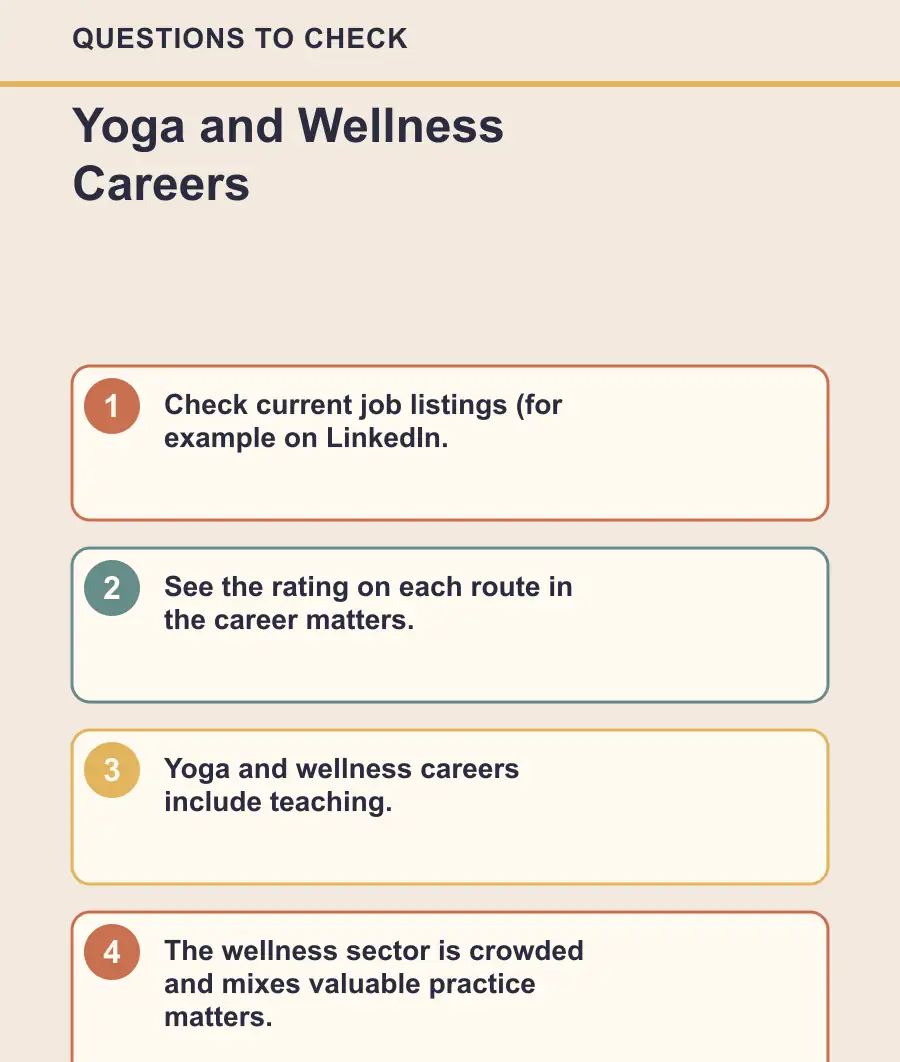 QUESTIONS TO CHECK
Yoga and Wellness
Careers
1
Check current job listings (for
example on LinkedIn.
2
See the rating on each route in
the career matters.
3
Yoga and wellness careers
include teaching.
4
The wellness sector is crowded
and mixes valuable practice
matters.